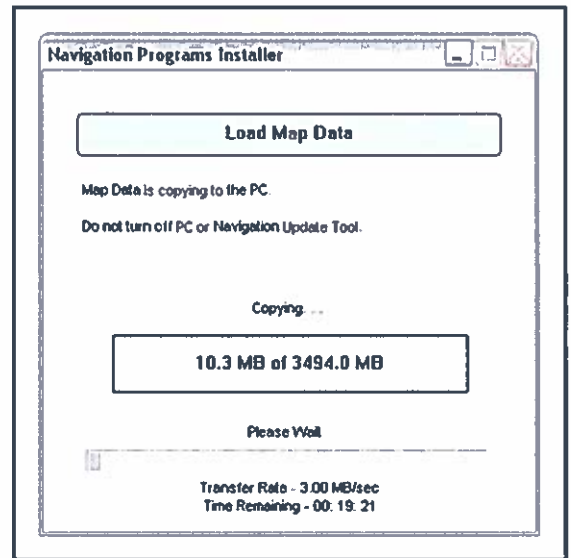 Navigation Programs Installer
Load Map Data
Map Data is copying to the PC.
Do not turn off PC or Navigation Update Tool.
Copying. . .
10.3 MB of 3494.0 MB
Please Wait
Transfer Rate - 3.00 MB/sec
Time Remaining - 00: 19: 21